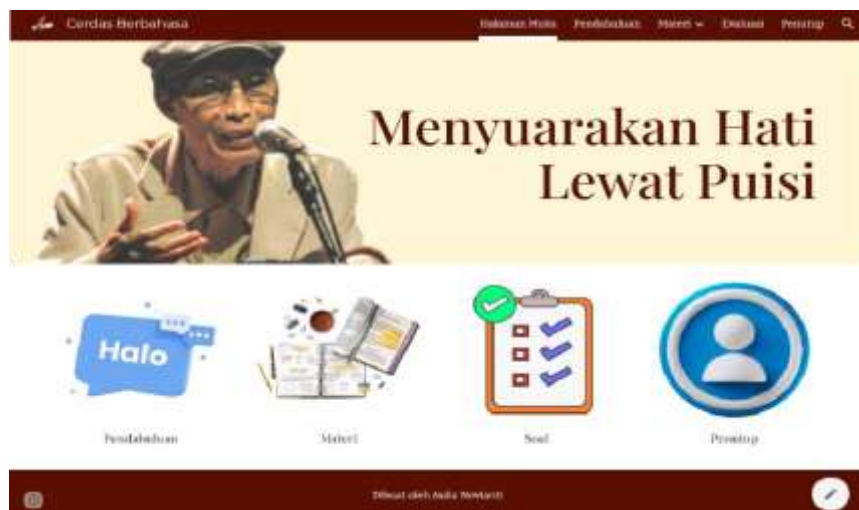 Cerdas Berbahasa
Halaman Muka Pendahuluan Materi Evaluasi Penutup
Menyuarakan Hati
Lewat Puisi
Halo
Pendahuluan
Materi
Soal
Penutup
Dibuat oleh Aulia